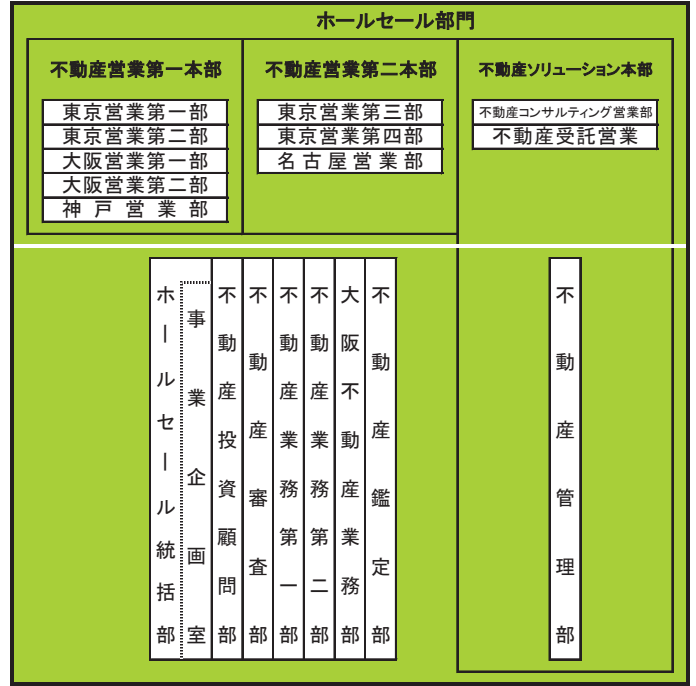 ホールセール部門
不動産営業第一本部
東京営業第一部
東京営業第二部
大阪営業第一部
大阪営業第二部
神戸営業部
不動産営業第二本部
東京営業第三部
東京営業第四部
名古屋営業部
不動産ソリューション本部
不動産コンサルティング営業部
不動産受託営業
ホールセール統括部
事業企画室
不動産投資顧問部
不動産審査部
不動産業務第一部
不動産業務第二部
大阪不動産業務部
不動産鑑定部
不動産管理部